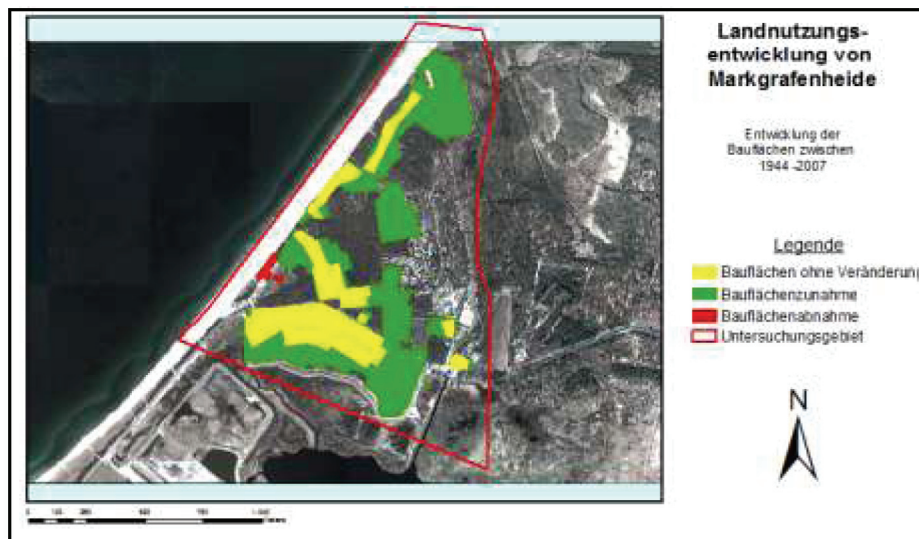 Landnutzungs-
entwicklung von
Markgrafenheide
Entwicklung der
Bauflächen zwischen
1944 -2007
Legende
Bauflächen ohne Veränderung
Bauflächenzunahme
Bauflächenabnahme
Untersuchungsgebiet
N